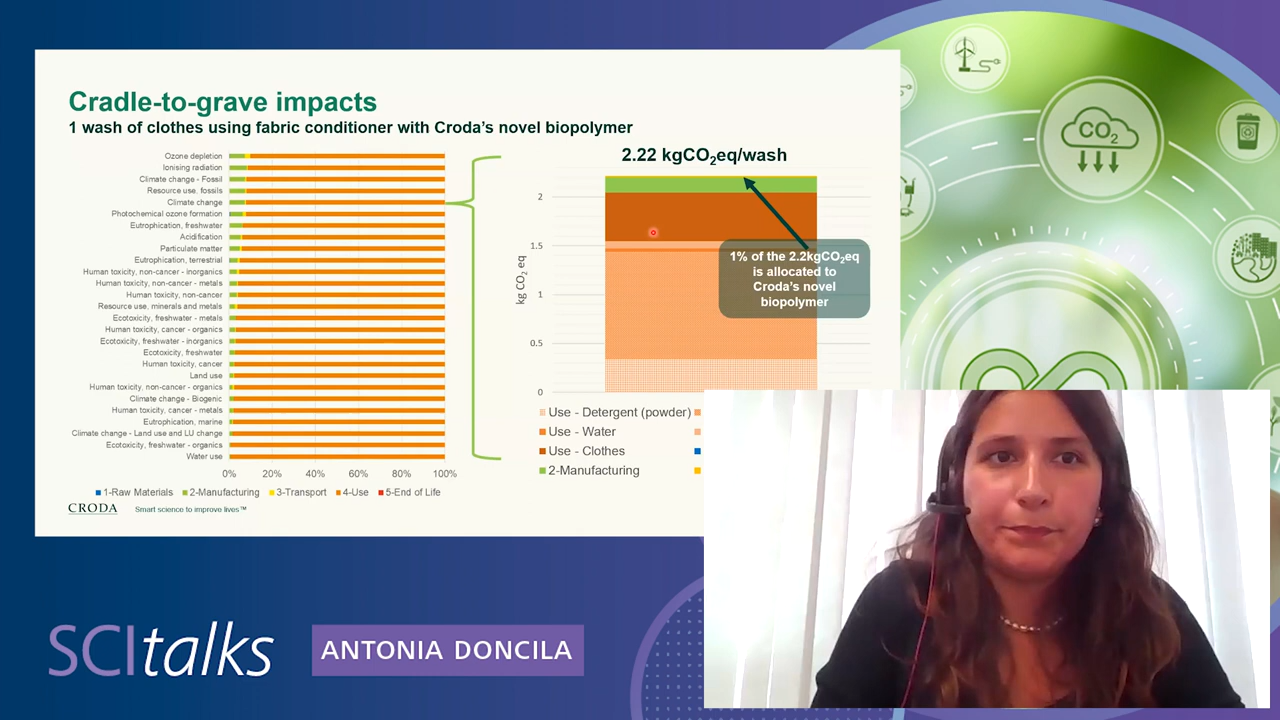 Cradle-to-grave impacts
1 wash of clothes using fabric conditioner with Croda's novel biopolymer
Ozone depletion
Ionising radiation
Climate change - Fossil
Resource use. fossils
Climate change
Photochemical ozone formation
Eutrophication, freshwater
Acidification
Particulate matter
Eutrophication, terrestrial
Human toxicity, non-cancer - inorganics
Human toxicity, non-cancer - metals
Human toxicity, non-cancer
Resource use, minerals and metals
Ecotoxicity, freshwater - metals
Human toxicity, cancer - organics
Ecotoxicity, freshwater - inorganics
Ecotoxicity, freshwater
Human toxicity, cancer
Land use
Human toxicity, non-cancer - organics
Climate change - Biogenic
Human toxicity, cancer - metals
Eutrophication, marine
Climate change - Land use and LU change
Ecotoxicity, freshwater - organics
Water use
0% 20% 40% 60% 80% 100%
1-Raw Materials 2-Manufacturing 3-Transport 4-Use 5-End of Life
2.22 kgCO₂eq/wash
2
1.5
1
0.5
0
kg CO₂ eq
1% of the 2.2kgCO₂eq
is allocated to
Croda's novel
biopolymer
Use - Detergent (powder)
Use - Water
Use - Clothes
2-Manufacturing
CRODA Smart science to improve lives™
CO₂
SCItalks
ANTONIA DONCILA